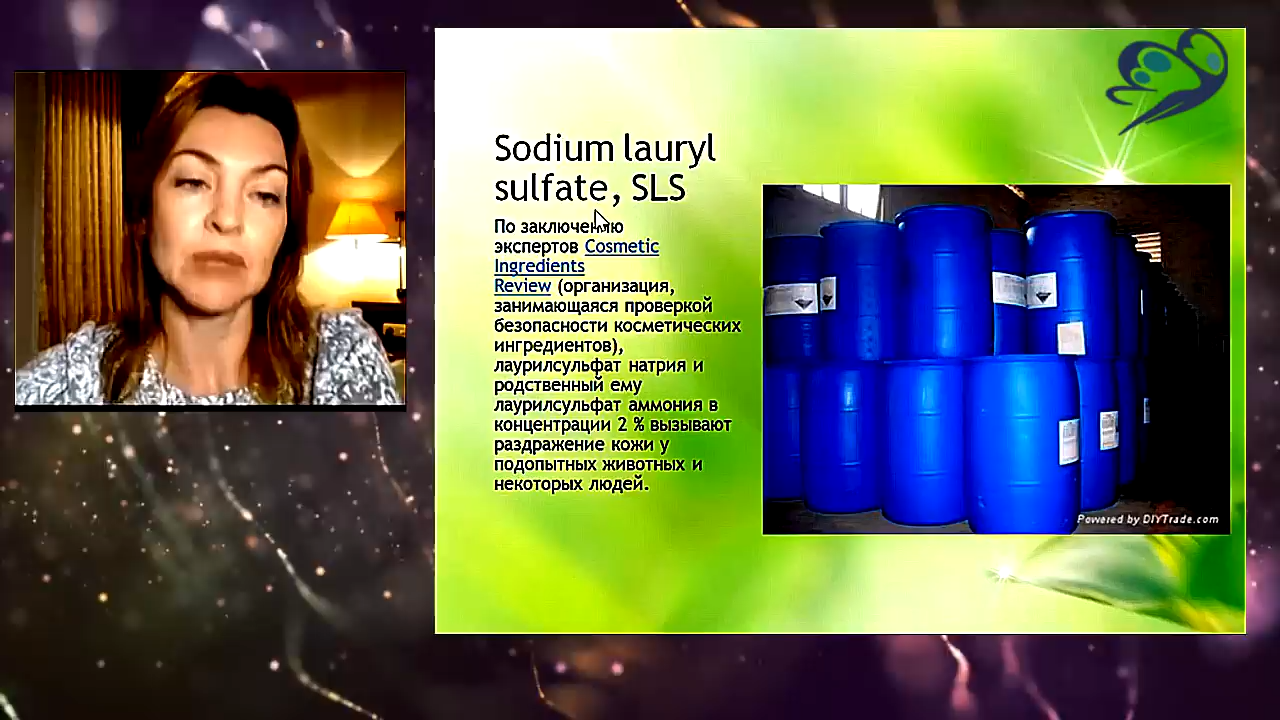 Sodium lauryl
sulfate, SLS
По заключению
экспертов Cosmetic
Ingredients
Review (организация,
занимающаяся проверкой
безопасности косметических
ингредиентов),
лаурилсульфат натрия и
родственный ему
лаурилсульфат аммония в
концентрации 2 % вызывают
раздражение кожи у
подопытных животных и
некоторых людей.
Powered by DIYTrade.com